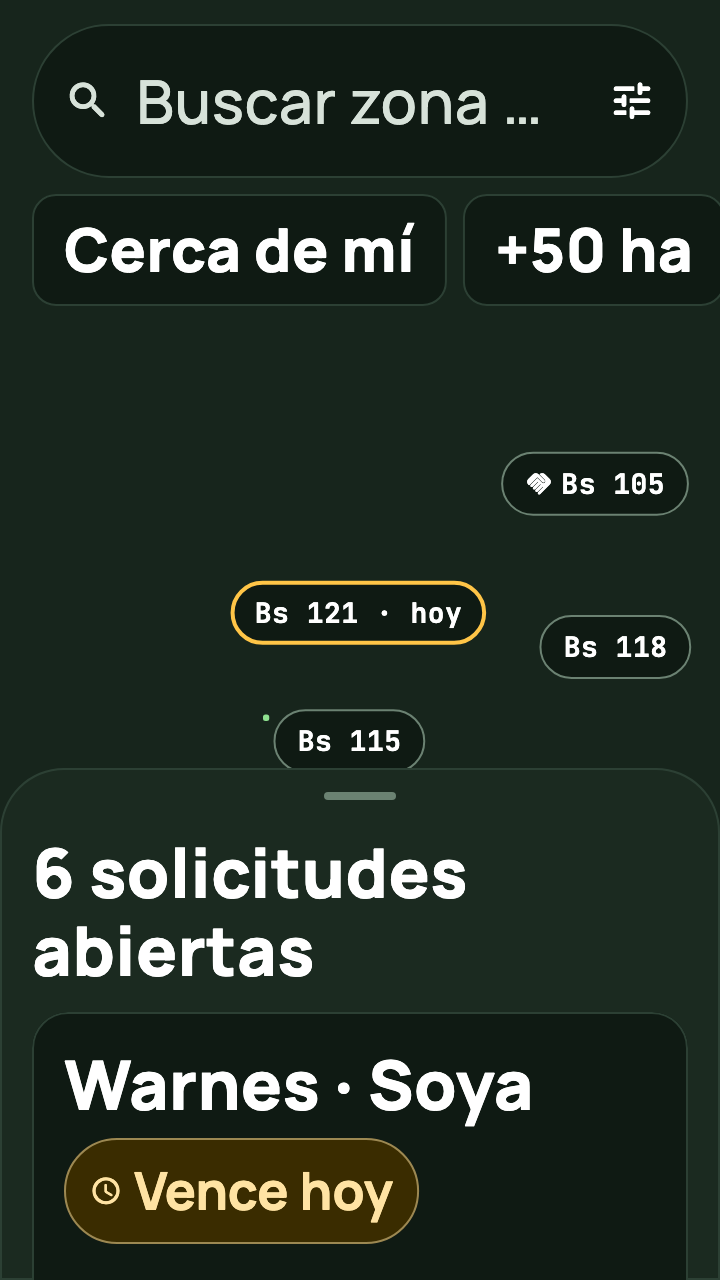 Buscar zona ...
Cerca de mí
+50 ha
Bs 105
Bs 121 · hoy
Bs 118
Bs 115
6 solicitudes
abiertas
Warnes · Soya
Vence hoy